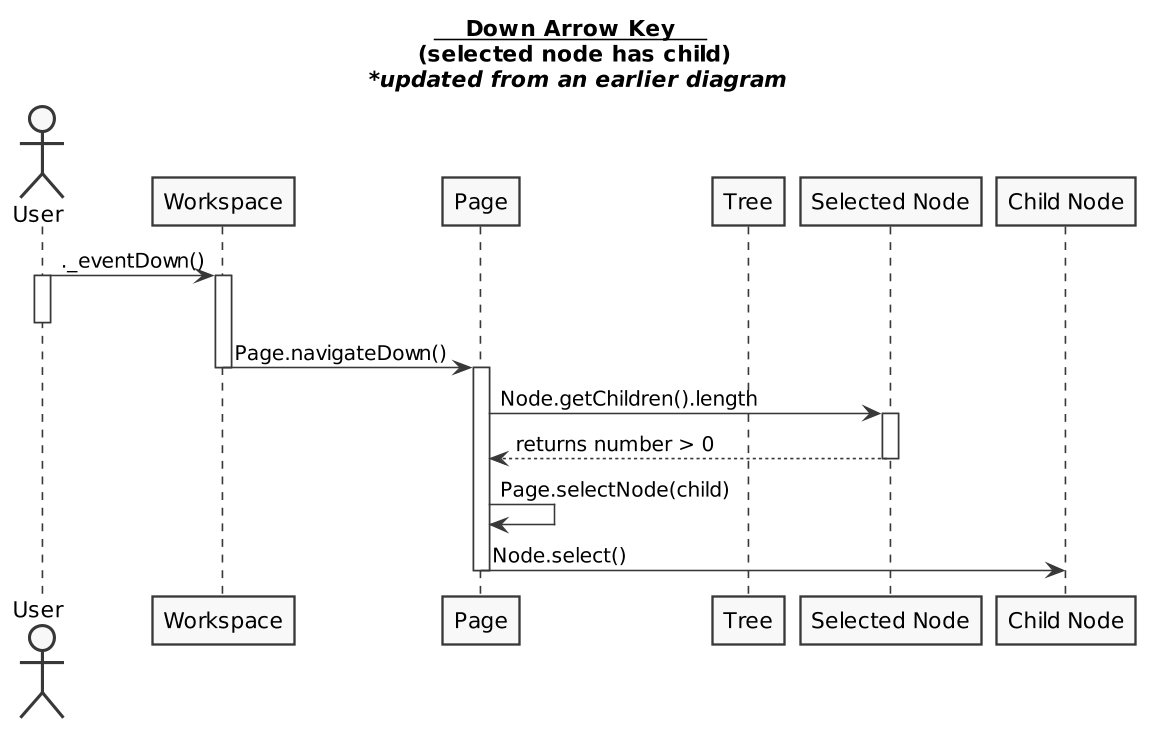 Down Arrow Key
(selected node has child)
*updated from an earlier diagram
User
Workspace
Page
Tree
Selected Node
Child Node
._eventDown()
Page.navigateDown()
Node.getChildren().length
returns number > 0
Page.selectNode(child)
Node.select()
User
Workspace
Page
Tree
Selected Node
Child Node